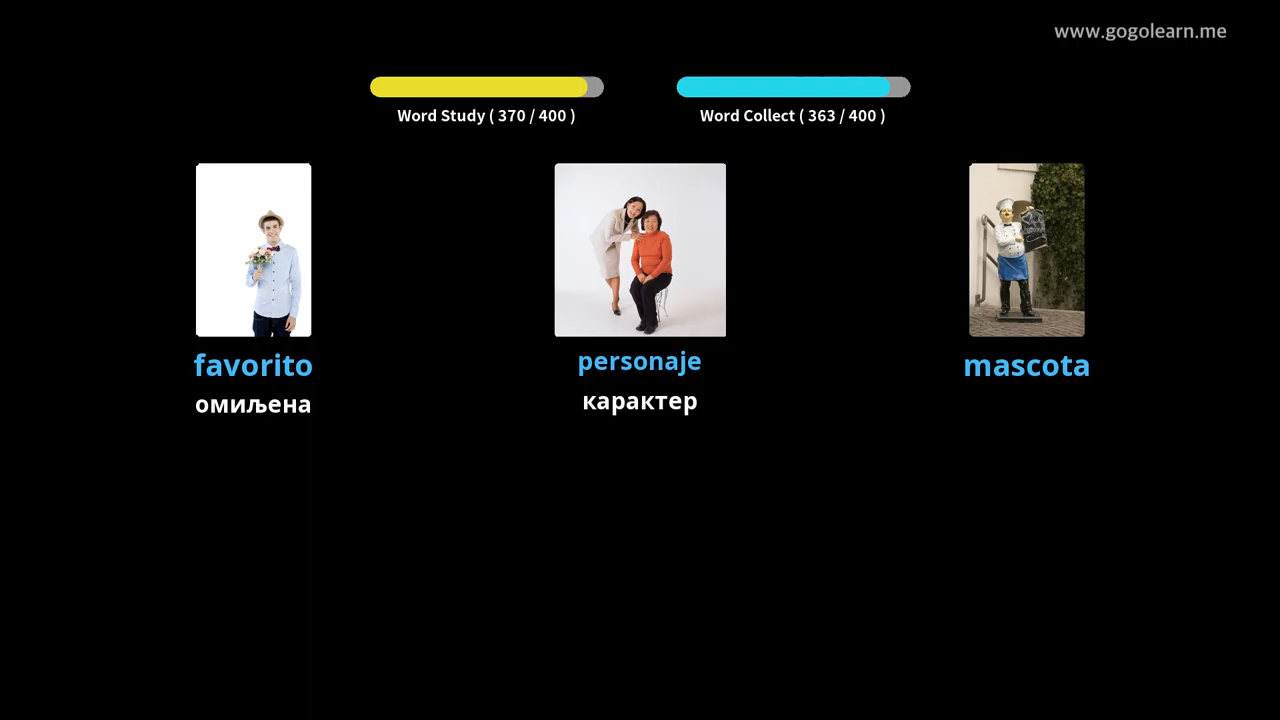 www.gogolearn.me
Word Study ( 370 / 400 )
Word Collect ( 363 / 400 )
favorito
омиљена
personaje
карактер
mascota